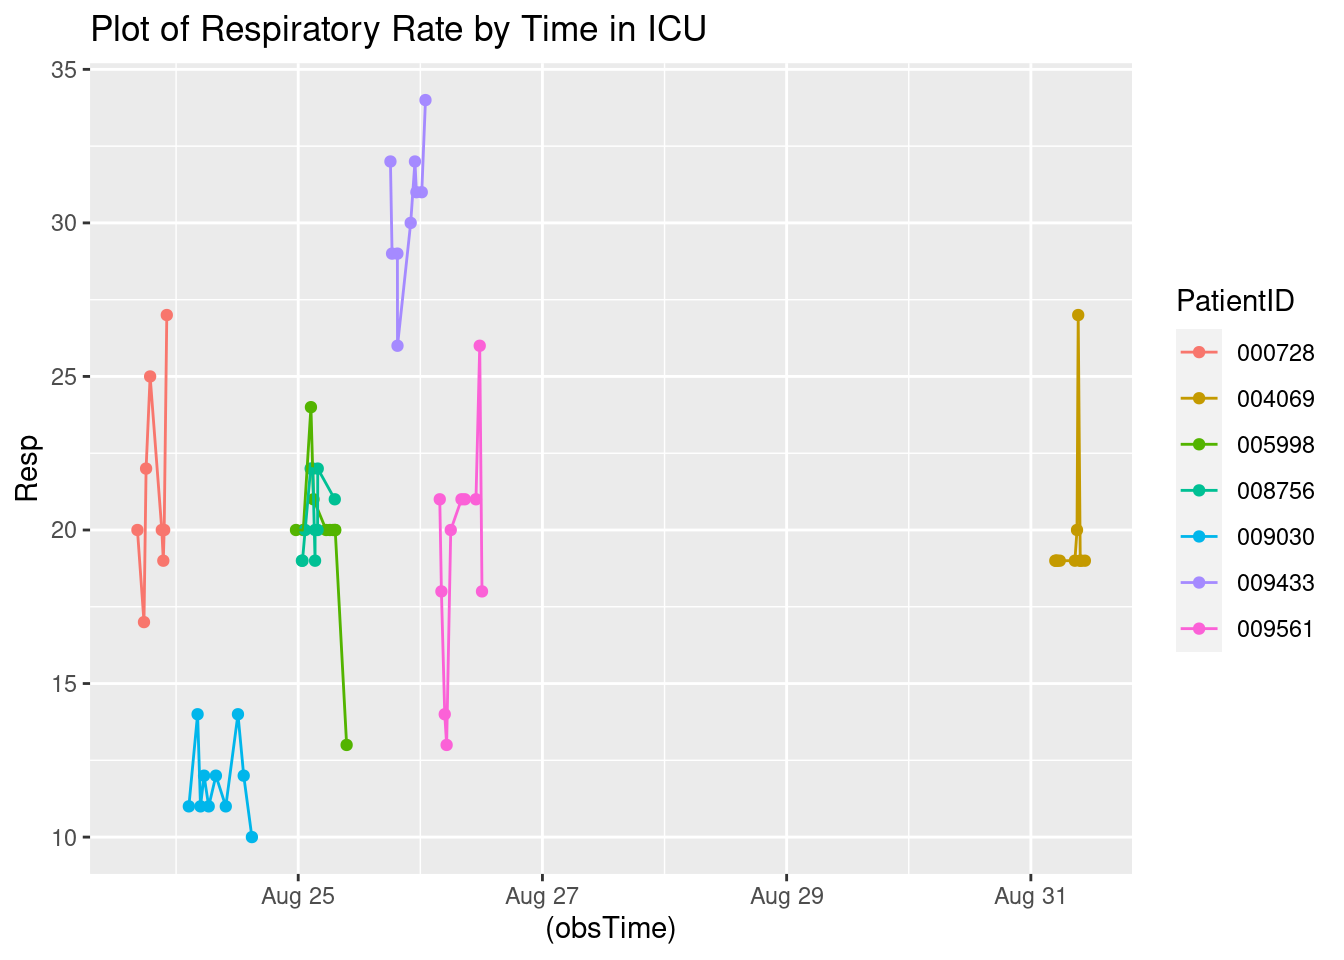 Plot of Respiratory Rate by Time in ICU
35
30
25
20
15
10
Resp
Aug 25
Aug 27
Aug 29
Aug 31
(obsTime)
PatientID
000728
004069
005998
008756
009030
009433
009561